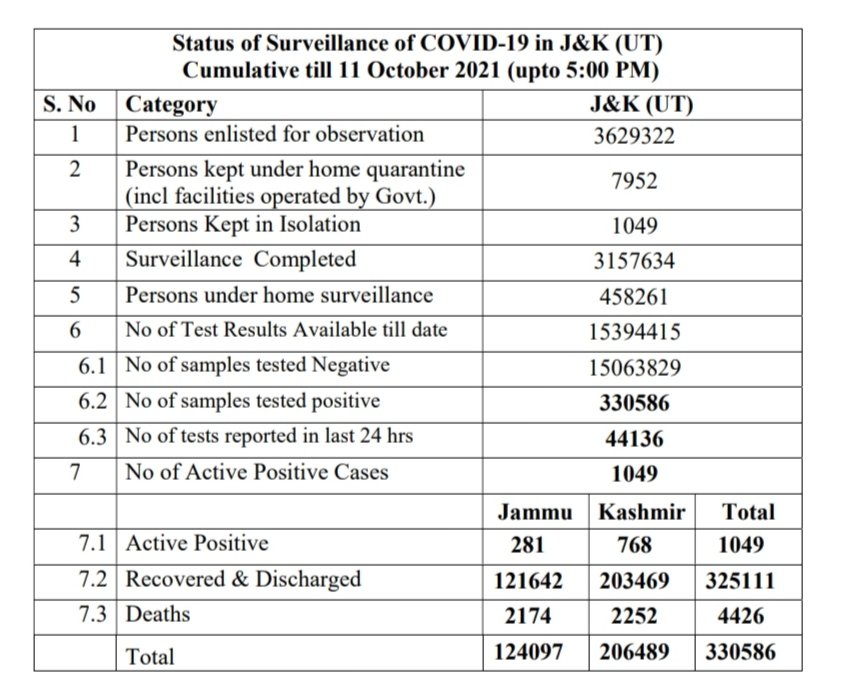 Status of Surveillance of COVID-19 in J&K (UT)
Cumulative till 11 October 2021 (upto 5:00 PM)
S. No Category J&K (UT)
1 Persons enlisted for observation 3629322
2 Persons kept under home quarantine
(incl facilities operated by Govt.) 7952
3 Persons Kept in Isolation 1049
4 Surveillance Completed 3157634
5 Persons under home surveillance 458261
6 No of Test Results Available till date 15394415
6.1 No of samples tested Negative 15063829
6.2 No of samples tested positive 330586
6.3 No of tests reported in last 24 hrs 44136
7 No of Active Positive Cases 1049
Jammu Kashmir Total
7.1 Active Positive 281 768 1049
7.2 Recovered & Discharged 121642 203469 325111
7.3 Deaths 2174 2252 4426
Total 124097 206489 330586